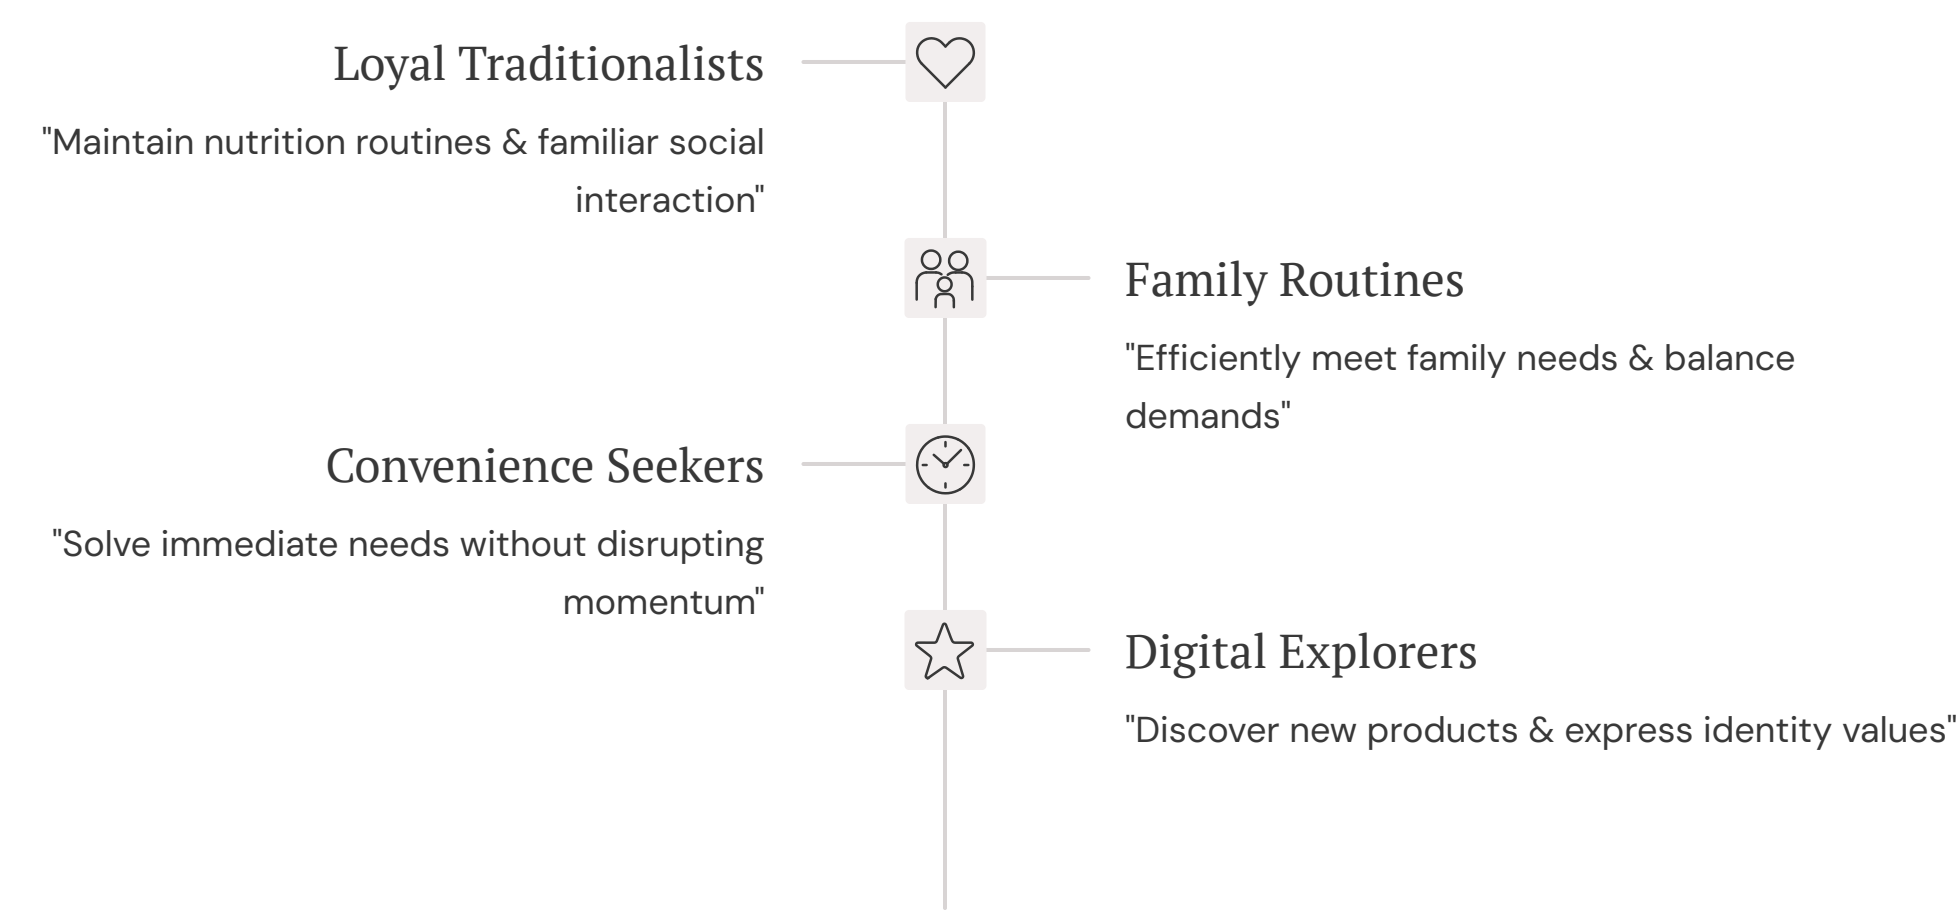 Loyal Traditionalists
"Maintain nutrition routines & familiar social
interaction"
Family Routines
"Efficiently meet family needs & balance
demands"
Convenience Seekers
"Solve immediate needs without disrupting
momentum"
Digital Explorers
"Discover new products & express identity values"